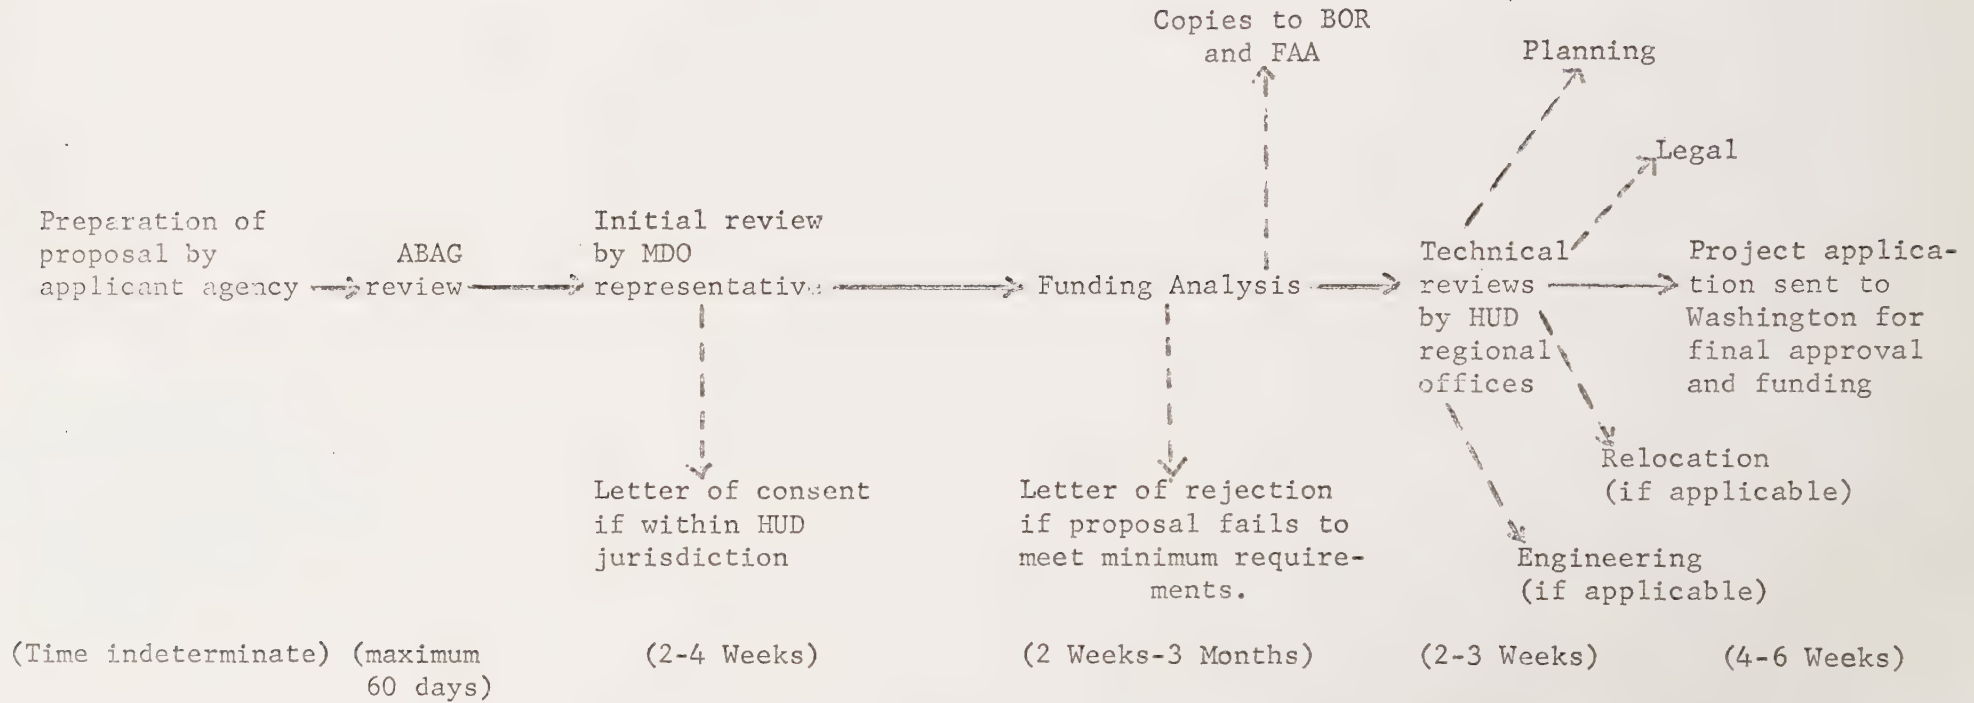 Copies to BOR
and FAA
Planning
Legal
Preparation of
proposal by
applicant agency
ABAG
review
Initial review
by MDO
representative
Funding Analysis
Technical
reviews
by HUD
regional
offices
Project applica-
tion sent to
Washington for
final approval
and funding
Letter of consent
if within HUD
jurisdiction
Letter of rejection
if proposal fails to
meet minimum require-
ments.
Relocation
(if applicable)
Engineering
(if applicable)
(Time indeterminate)
(maximum
60 days)
(2-4 Weeks)
(2 Weeks-3 Months)
(2-3 Weeks)
(4-6 Weeks)